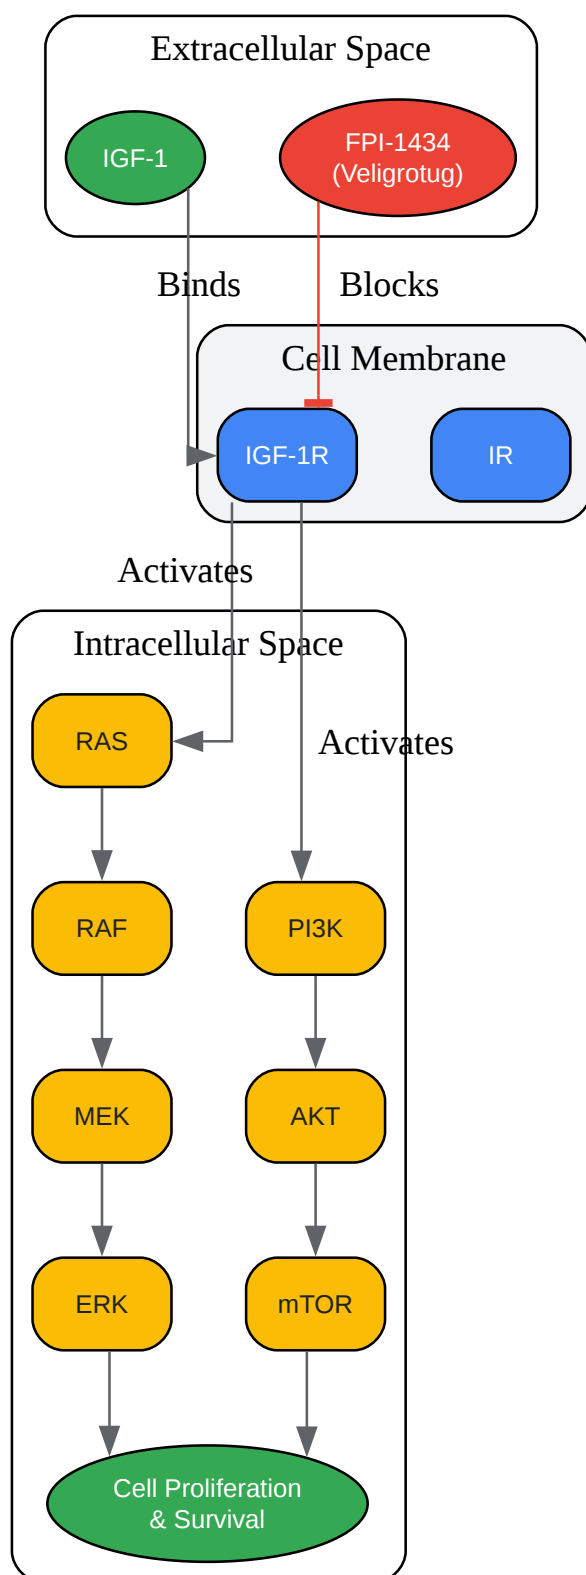 Extracellular Space
IGF-1
FPI-1434
(Veligrotug)
Binds
Blocks
Cell Membrane
IGF-1R
IR
Activates
Intracellular Space
RAS
Activates
RAF
PI3K
MEK
AKT
ERK
mTOR
Cell Proliferation
& Survival